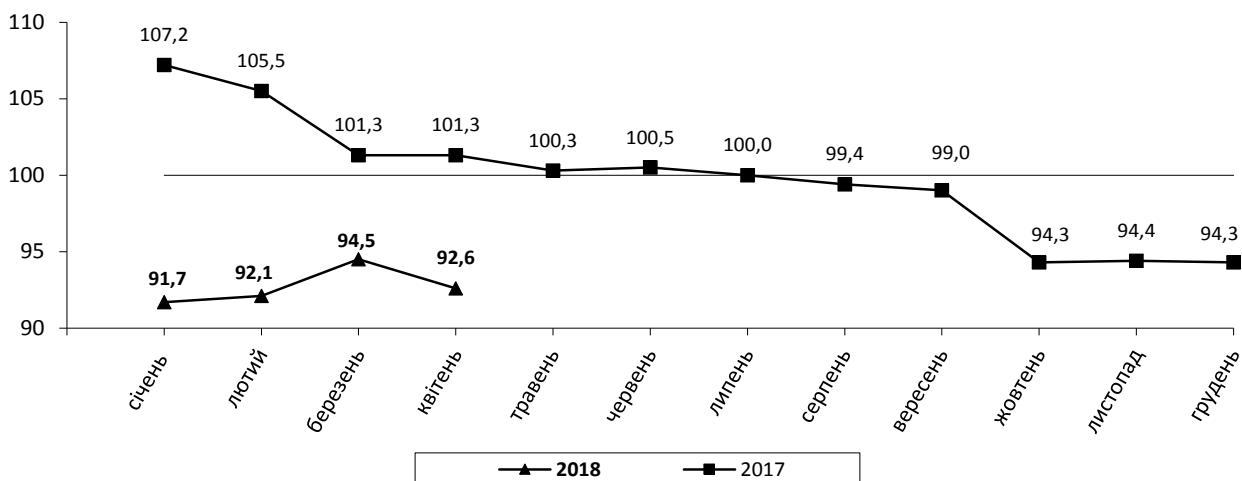 110
107,2
105,5
105
101,3
101,3
100,3
100,5
100,0
99,4
99,0
100
94,3
94,4
94,3
95
91,7
92,1
94,5
92,6
90
січень
лютий
березень
квітень
травень
червень
липень
серпень
вересень
жовтень
листопад
грудень
2018
2017